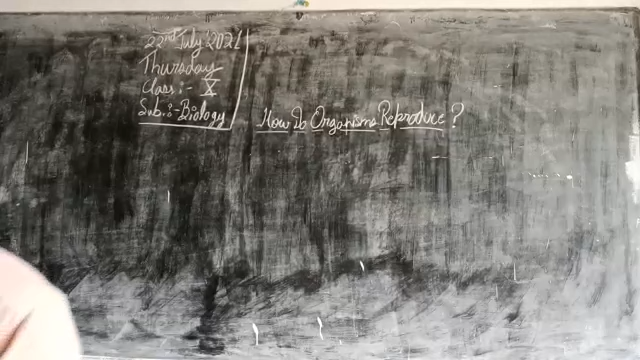 22nd July 2021
Thursday
Class :- X
Sub. :- Biology
How Do Organisms Reproduce ?